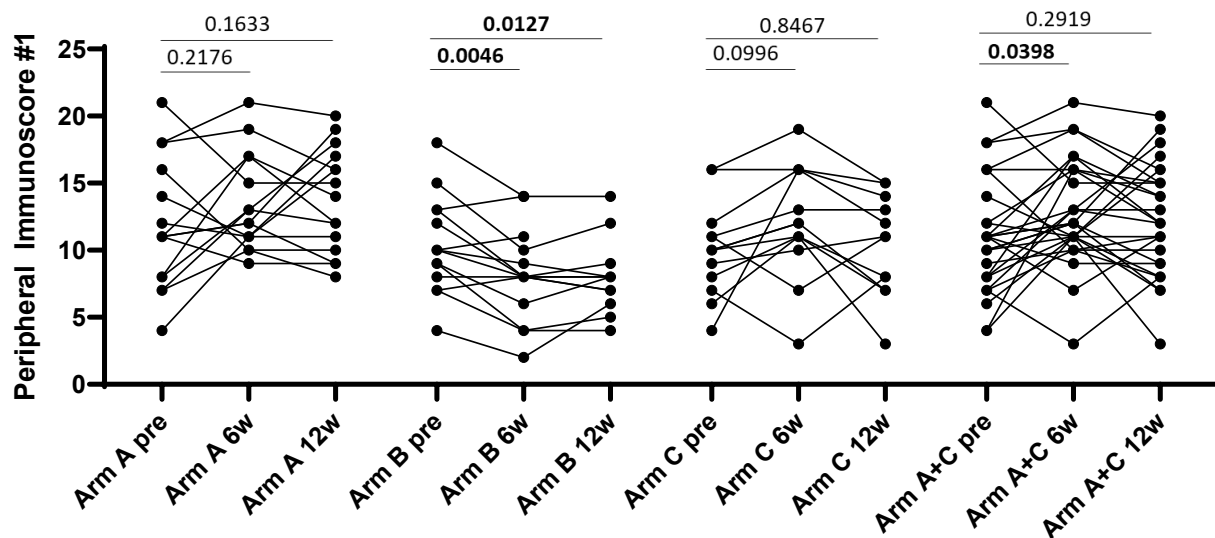 0.1633
0.0127
0.8467
0.2919
0.2176
0.0046
0.0996
0.0398
Peripheral Immunoscore #1
25
20
15
10
5
0
Arm A pre
Arm A 6w
Arm A 12w
Arm B pre
Arm B 6w
Arm B 12w
Arm C pre
Arm C 6w
Arm C 12w
Arm A+C pre
Arm A+C 6w
Arm A+C 12w